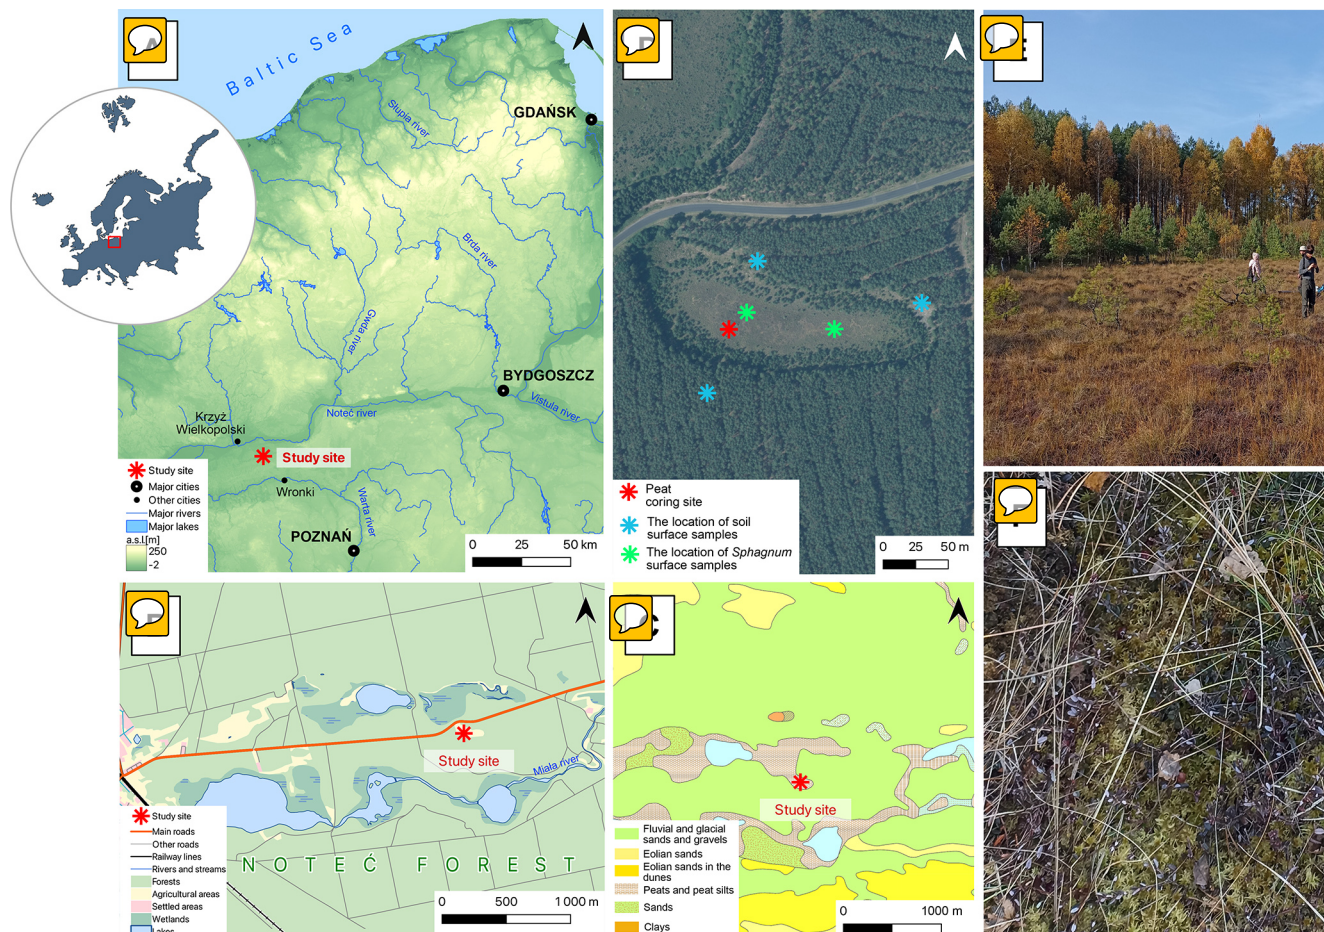 Baltic Sea
GDAŃSK
Słupia river
Brda river
Gwda river
BYDGOSZCZ
Vistula river
Noteć river
Krzyż
Wielkopolski
Study site
Wronki
Warta river
POZNAŃ
Study site
Major cities
Other cities
Major rivers
Major lakes
a.s.l.[m]
250
-2
0 25 50 km
Peat
coring site
The location of soil
surface samples
The location of Sphagnum
surface samples
0 25 50 m
E
Study site
Miała river
NOTEĆ FOREST
Study site
Main roads
Other roads
Railway lines
Rivers and streams
Forests
Agricultural areas
Settled areas
Wetlands
Lakes
0 500 1000 m
C
Study site
Fluvial and glacial
sands and gravels
Eolian sands
Eolian sands in the
dunes
Peats and peat silts
Sands
Clays
0 1000 m